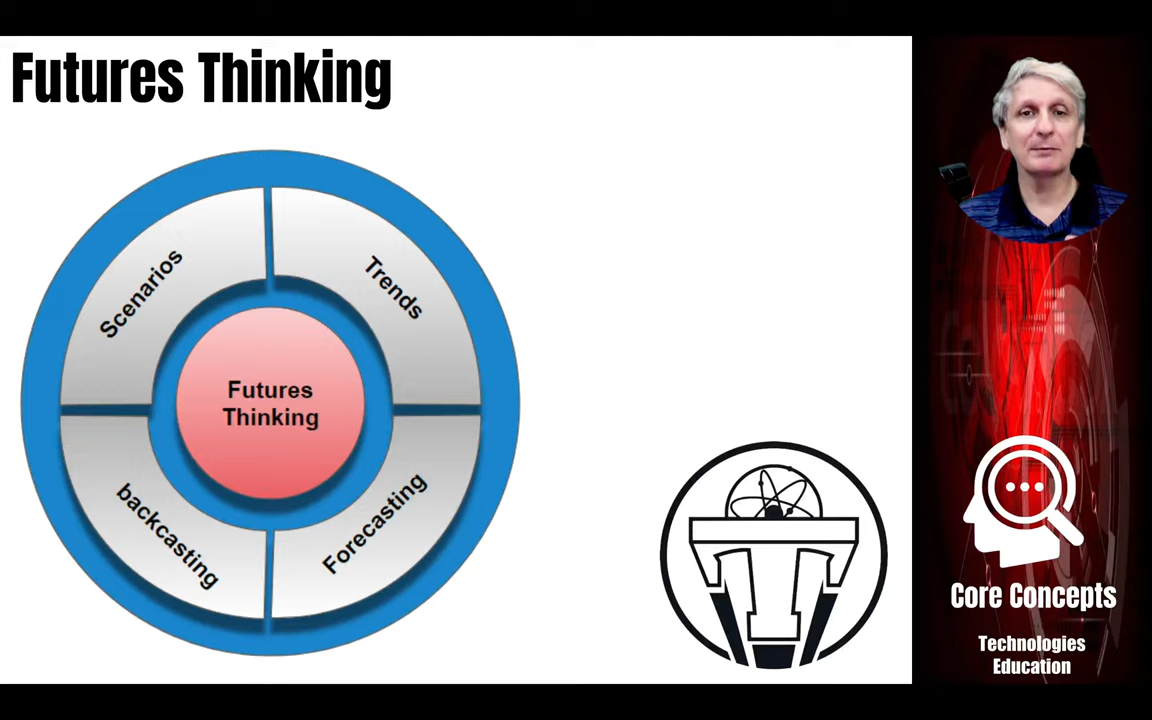 Futures Thinking
Scenarios
Trends
Futures
Thinking
backcasting
Forecasting
Core Concepts
Technologies
Education